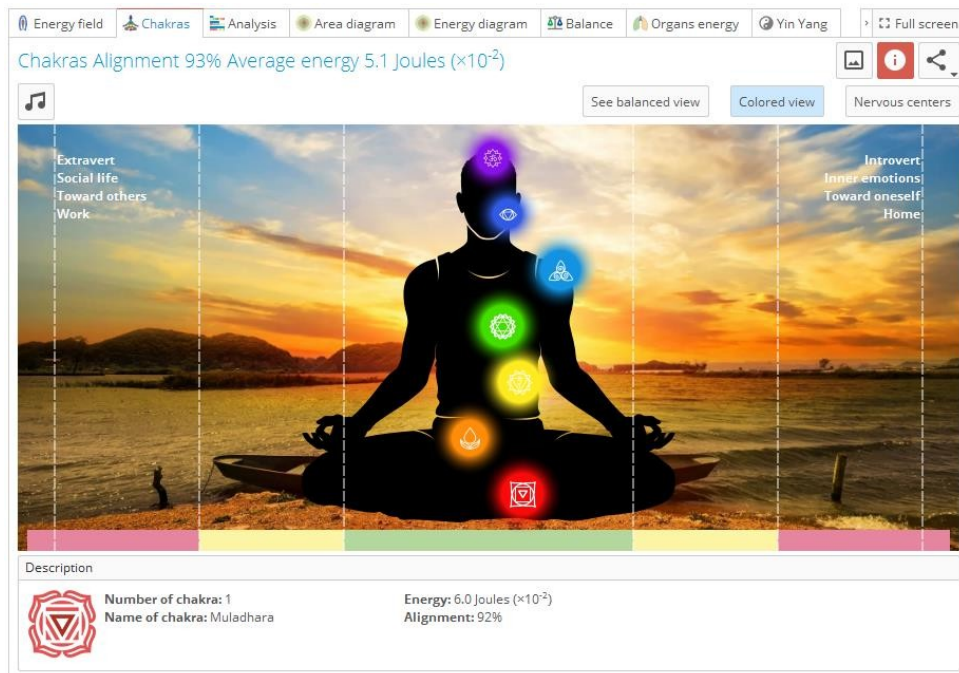 Energy field Chakras Analysis Area diagram Energy diagram Balance Organs energy Yin Yang Full screen
Chakras Alignment 93% Average energy 5.1 Joules (×10⁻²)
See balanced view Colored view Nervous centers
Extravert
Social life
Toward others
Work
Introvert
Inner emotions
Toward oneself
Home
Description
Number of chakra: 1
Name of chakra: Muladhara
Energy: 6.0 Joules (×10⁻²)
Alignment: 92%